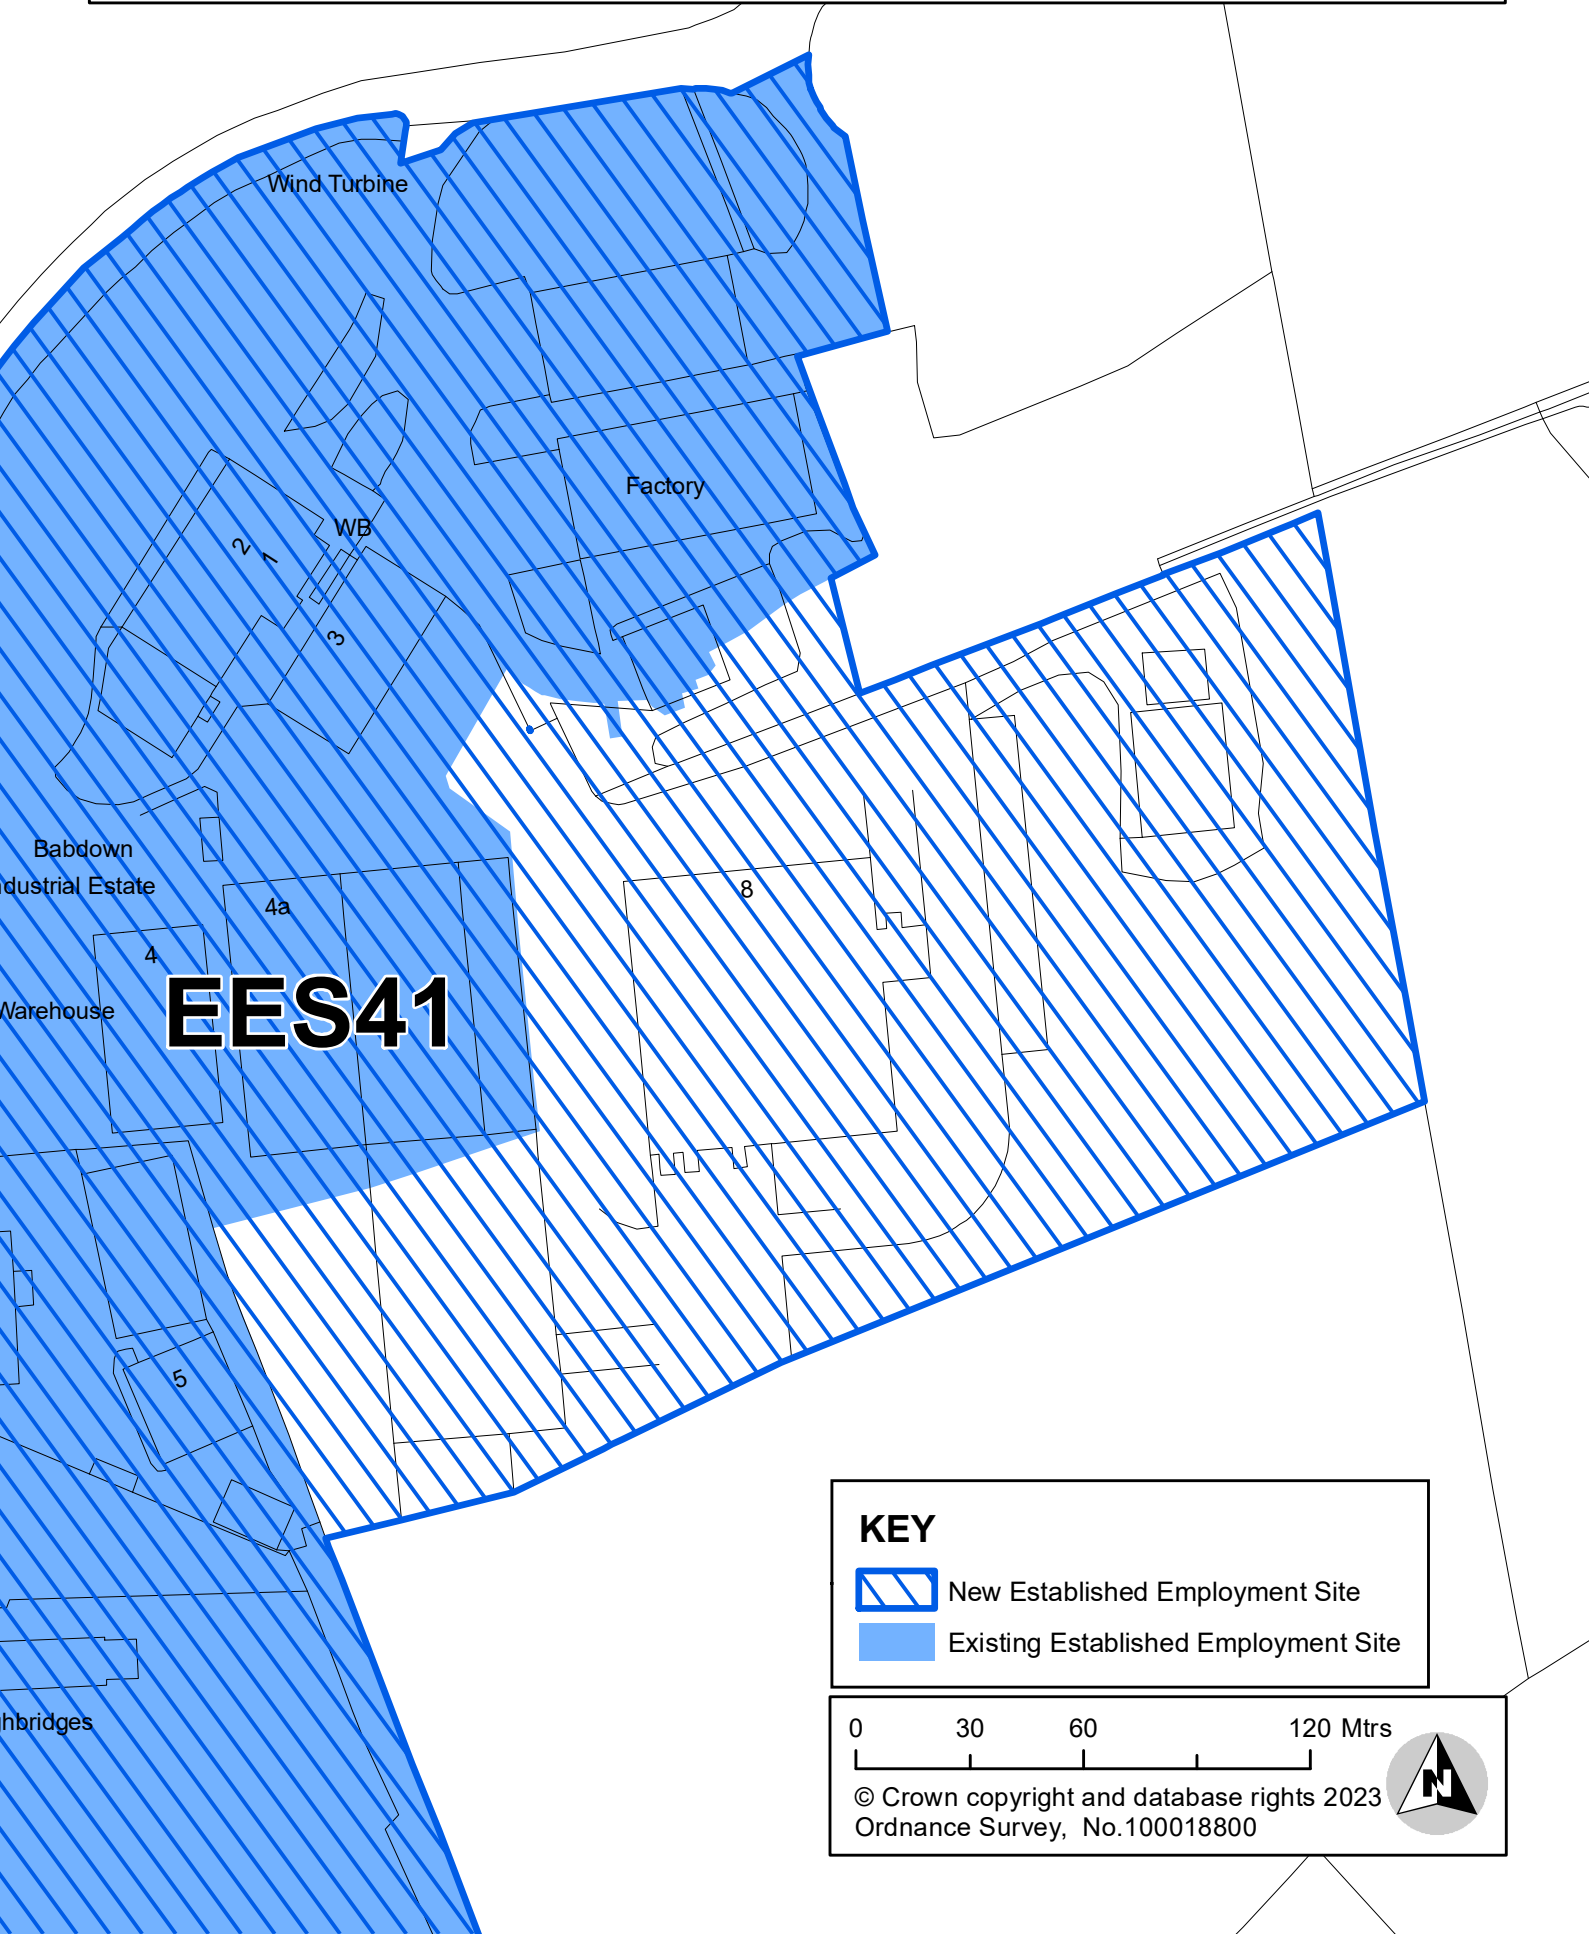 Wind Turbine
Factory
WB
2
1
3
Babdown
dustrial Estate
4a
8
4
EES41
Warehouse
5
hbridges
KEY
New Established Employment Site
Existing Established Employment Site
0 30 60 120 Mtrs
N
© Crown copyright and database rights 2023
Ordnance Survey, No.100018800